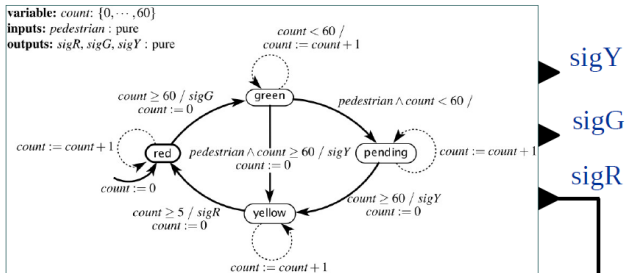 variable: count: {0, ⋯, 60}
inputs: pedestrian : pure
outputs: sigR, sigG, sigY : pure
count < 60 /
count := count + 1
green
count ≥ 60 / sigG
count := 0
pedestrian ∧ count < 60 /
count := count + 1
red
pedestrian ∧ count ≥ 60 / sigY
count := 0
pending
count := count + 1
count := 0
count ≥ 5 / sigR
count := 0
yellow
count ≥ 60 / sigY
count := 0
count := count + 1
sigY
sigG
sigR